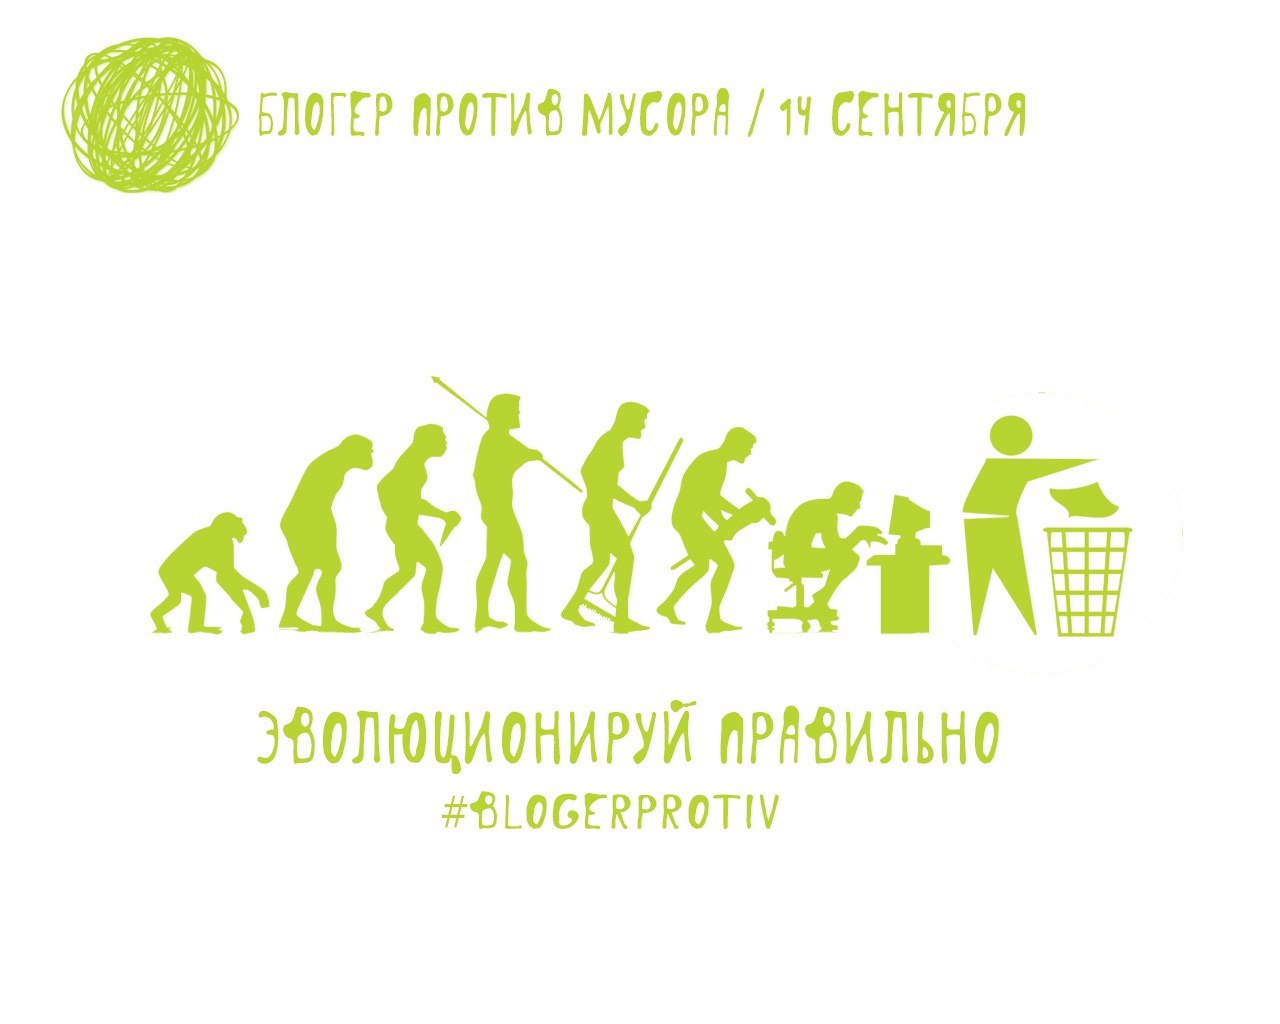 БЛОГЕР ПРОТИВ МУСОРА / 14 СЕНТЯБРЯ
ЭВОЛЮЦИОНИРУЙ ПРАВИЛЬНО
#BLOGERPROTIV